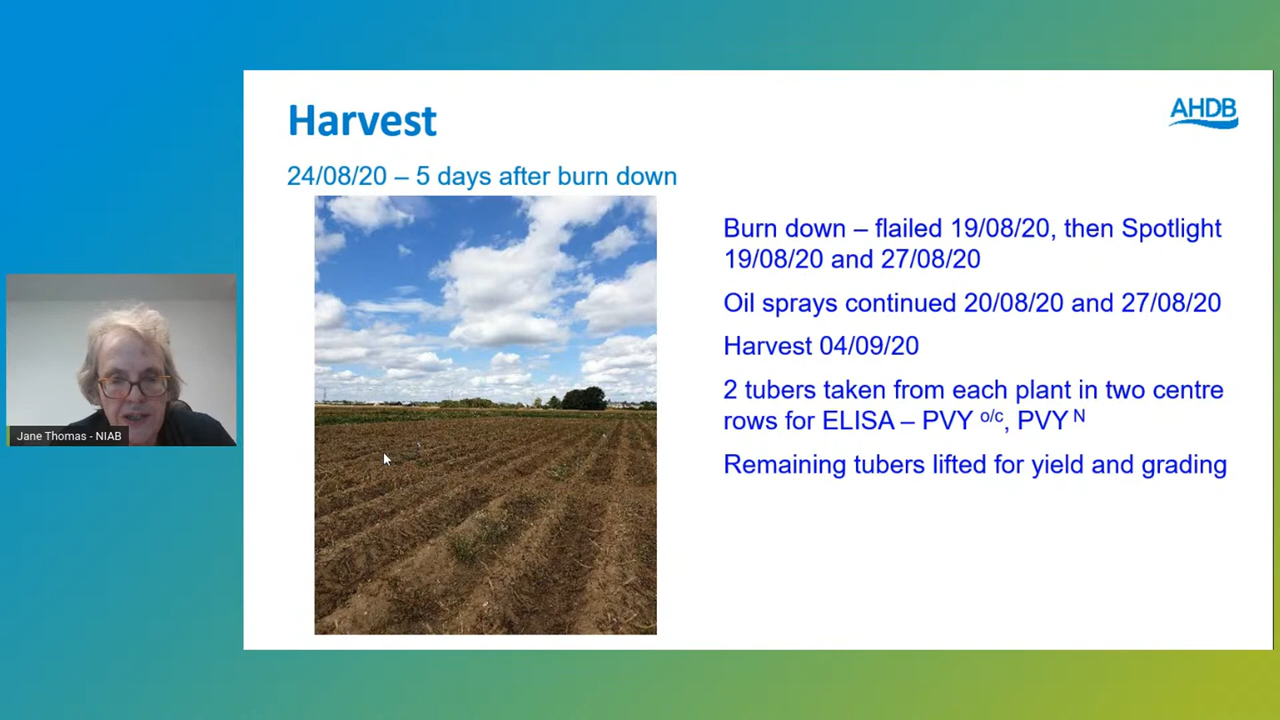 Harvest
AHDB
24/08/20 – 5 days after burn down
Burn down – flailed 19/08/20, then Spotlight
19/08/20 and 27/08/20
Oil sprays continued 20/08/20 and 27/08/20
Harvest 04/09/20
2 tubers taken from each plant in two centre
rows for ELISA – PVY o/c, PVY N
Remaining tubers lifted for yield and grading
Jane Thomas - NIAB